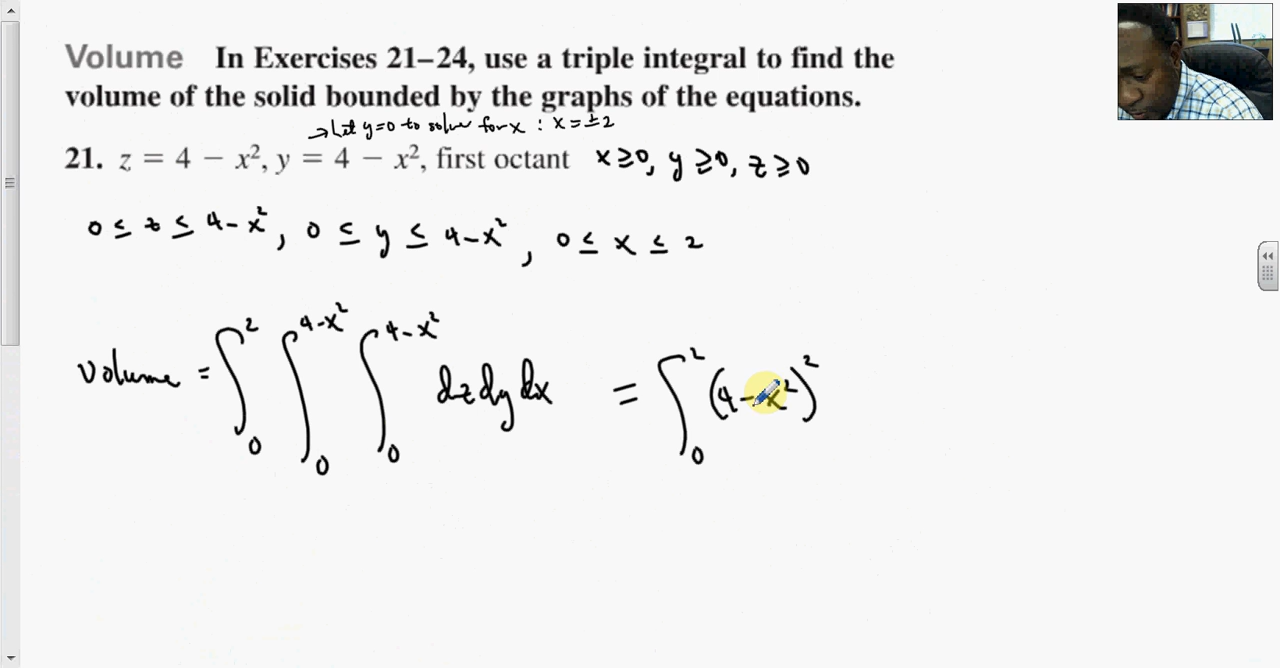 Volume In Exercises 21–24, use a triple integral to find the
volume of the solid bounded by the graphs of the equations.
→ Let y=0 to solve for x : x = ±2
21. z = 4 − x², y = 4 − x², first octant x ≥ 0, y ≥ 0, z ≥ 0
0 ≤ z ≤ 4-x², 0 ≤ y ≤ 4-x², 0 ≤ x ≤ 2
Volume = ∫₀² ∫₀^(4-x²) ∫₀^(4-x²) dz dy dx = ∫₀² (4-x²)²